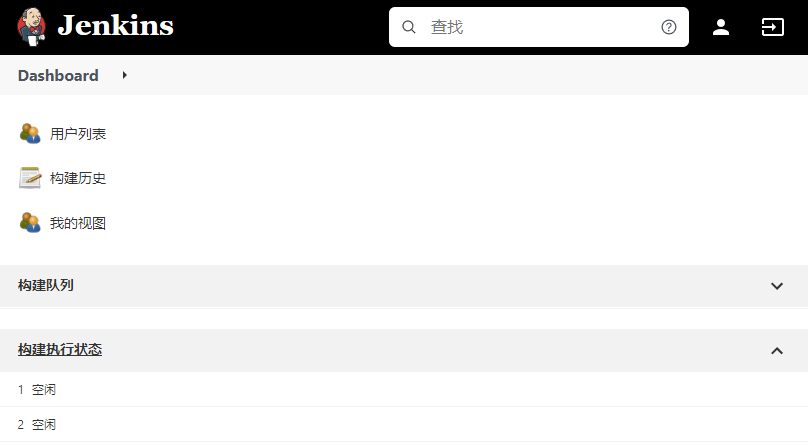 Jenkins
查找
Dashboard
用户列表
构建历史
我的视图
构建队列
构建执行状态
1 空闲
2 空闲